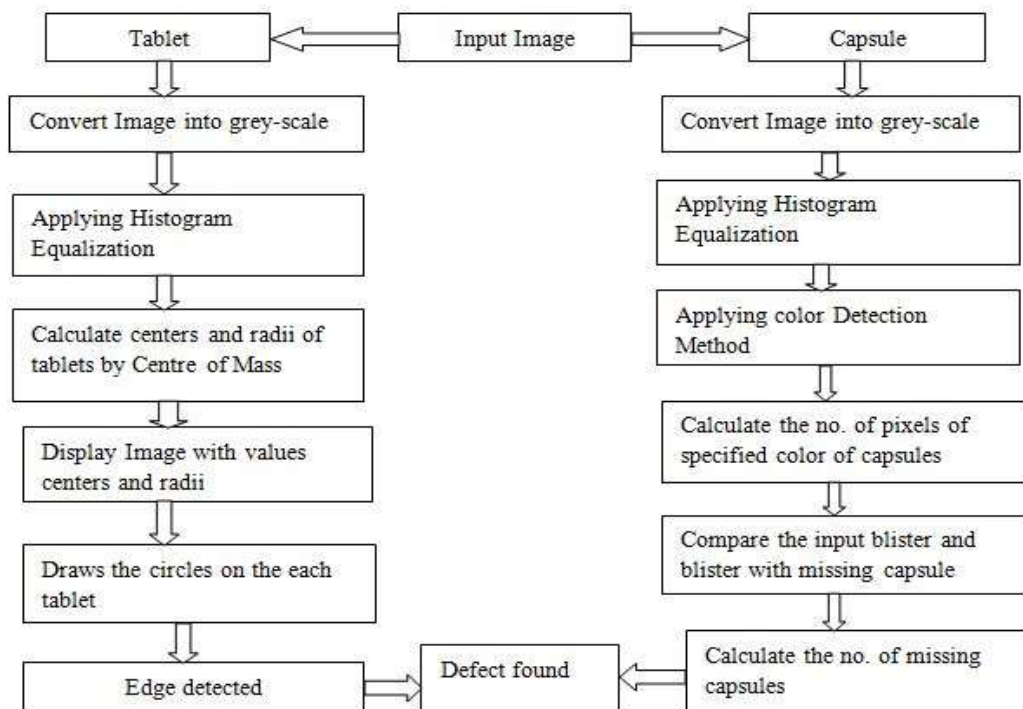 Tablet
Input Image
Capsule
Convert Image into grey-scale
Applying Histogram
Equalization
Calculate centers and radii of
tablets by Centre of Mass
Display Image with values
centers and radii
Draws the circles on the each
tablet
Edge detected
Convert Image into grey-scale
Applying Histogram
Equalization
Applying color Detection
Method
Calculate the no. of pixels of
specified color of capsules
Compare the input blister and
blister with missing capsule
Calculate the no. of missing
capsules
Defect found